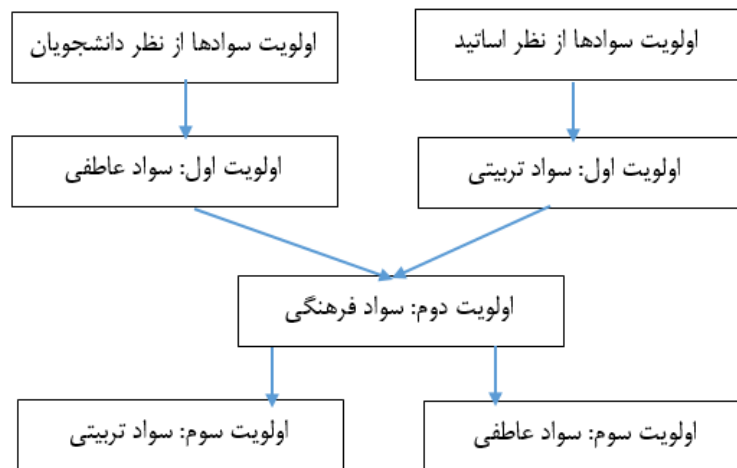 اولویت سوادها از نظر اساتید
اولویت سوادها از نظر دانشجویان
اولویت اول: سواد تربیتی
اولویت اول: سواد عاطفی
اولویت دوم: سواد فرهنگی
اولویت سوم: سواد عاطفی
اولویت سوم: سواد تربیتی